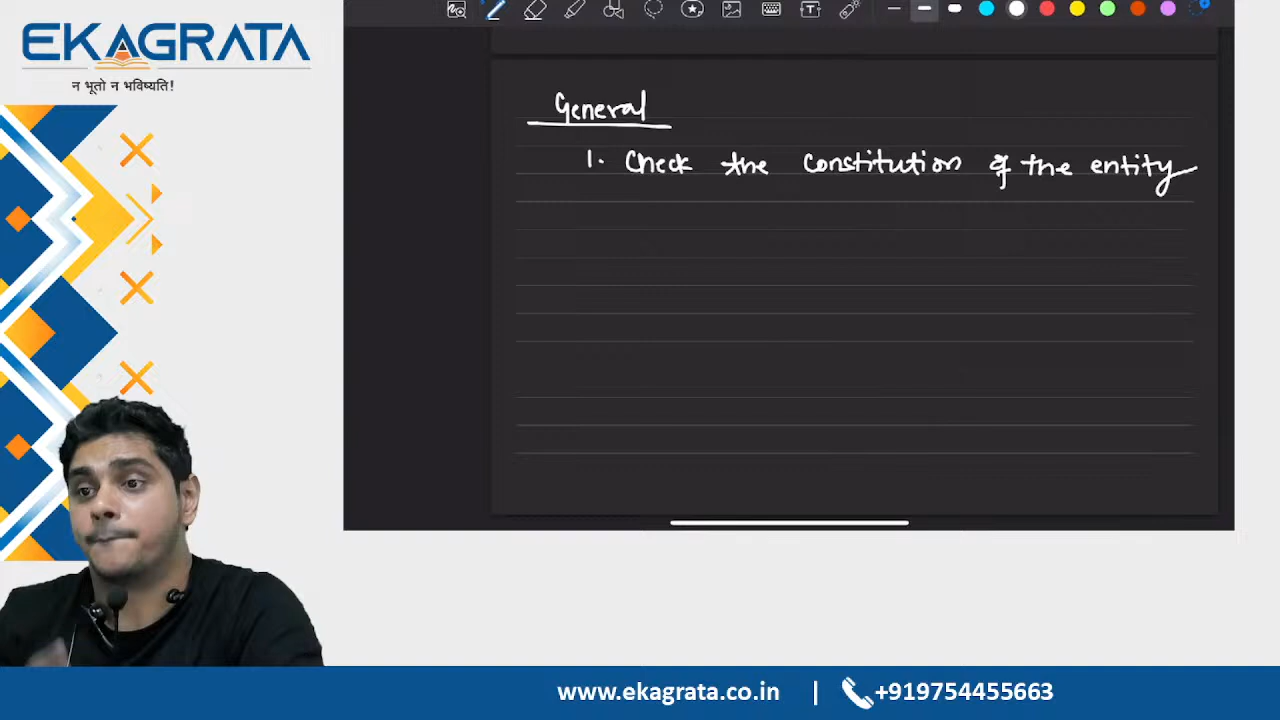 EKAGRATA
न भूतो न भविष्यति!
General
1. Check the Constitution of the entity
www.ekagrata.co.in | +919754455663